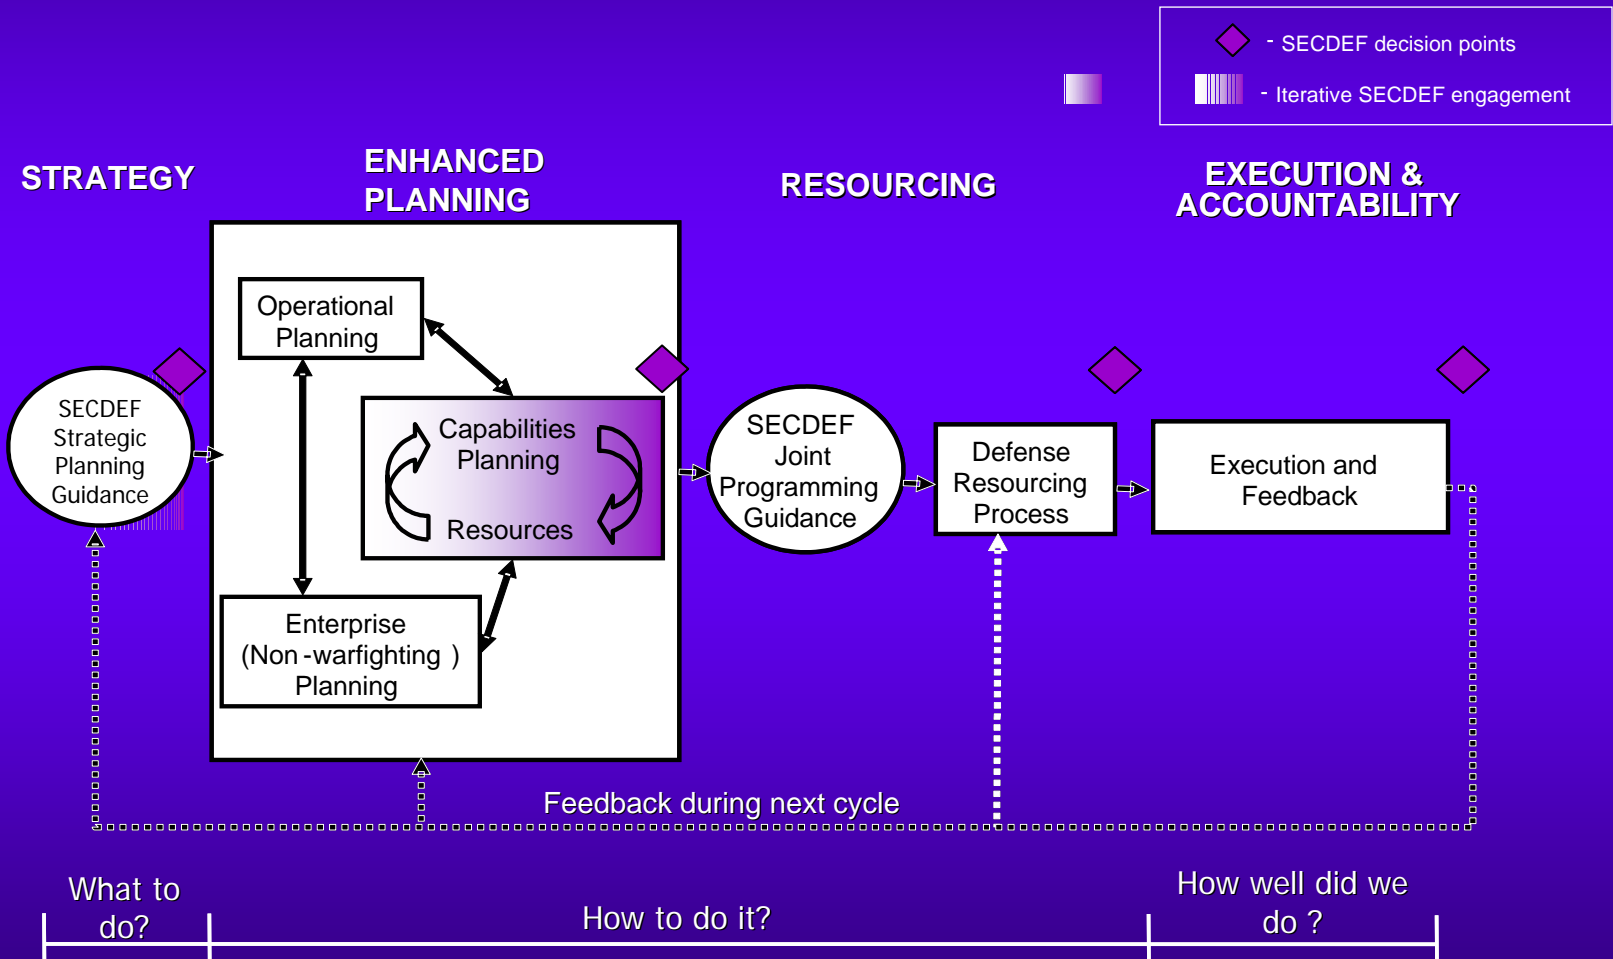 - SECDEF decision points
- Iterative SECDEF engagement
STRATEGY
ENHANCED
PLANNING
RESOURCING
EXECUTION &
ACCOUNTABILITY
Operational
Planning
SECDEF
Strategic
Planning
Guidance
Capabilities
Planning
Resources
Enterprise
(Non-warfighting )
Planning
SECDEF
Joint
Programming
Guidance
Defense
Resourcing
Process
Execution and
Feedback
Feedback during next cycle
What to
do?
How to do it?
How well did we
do ?